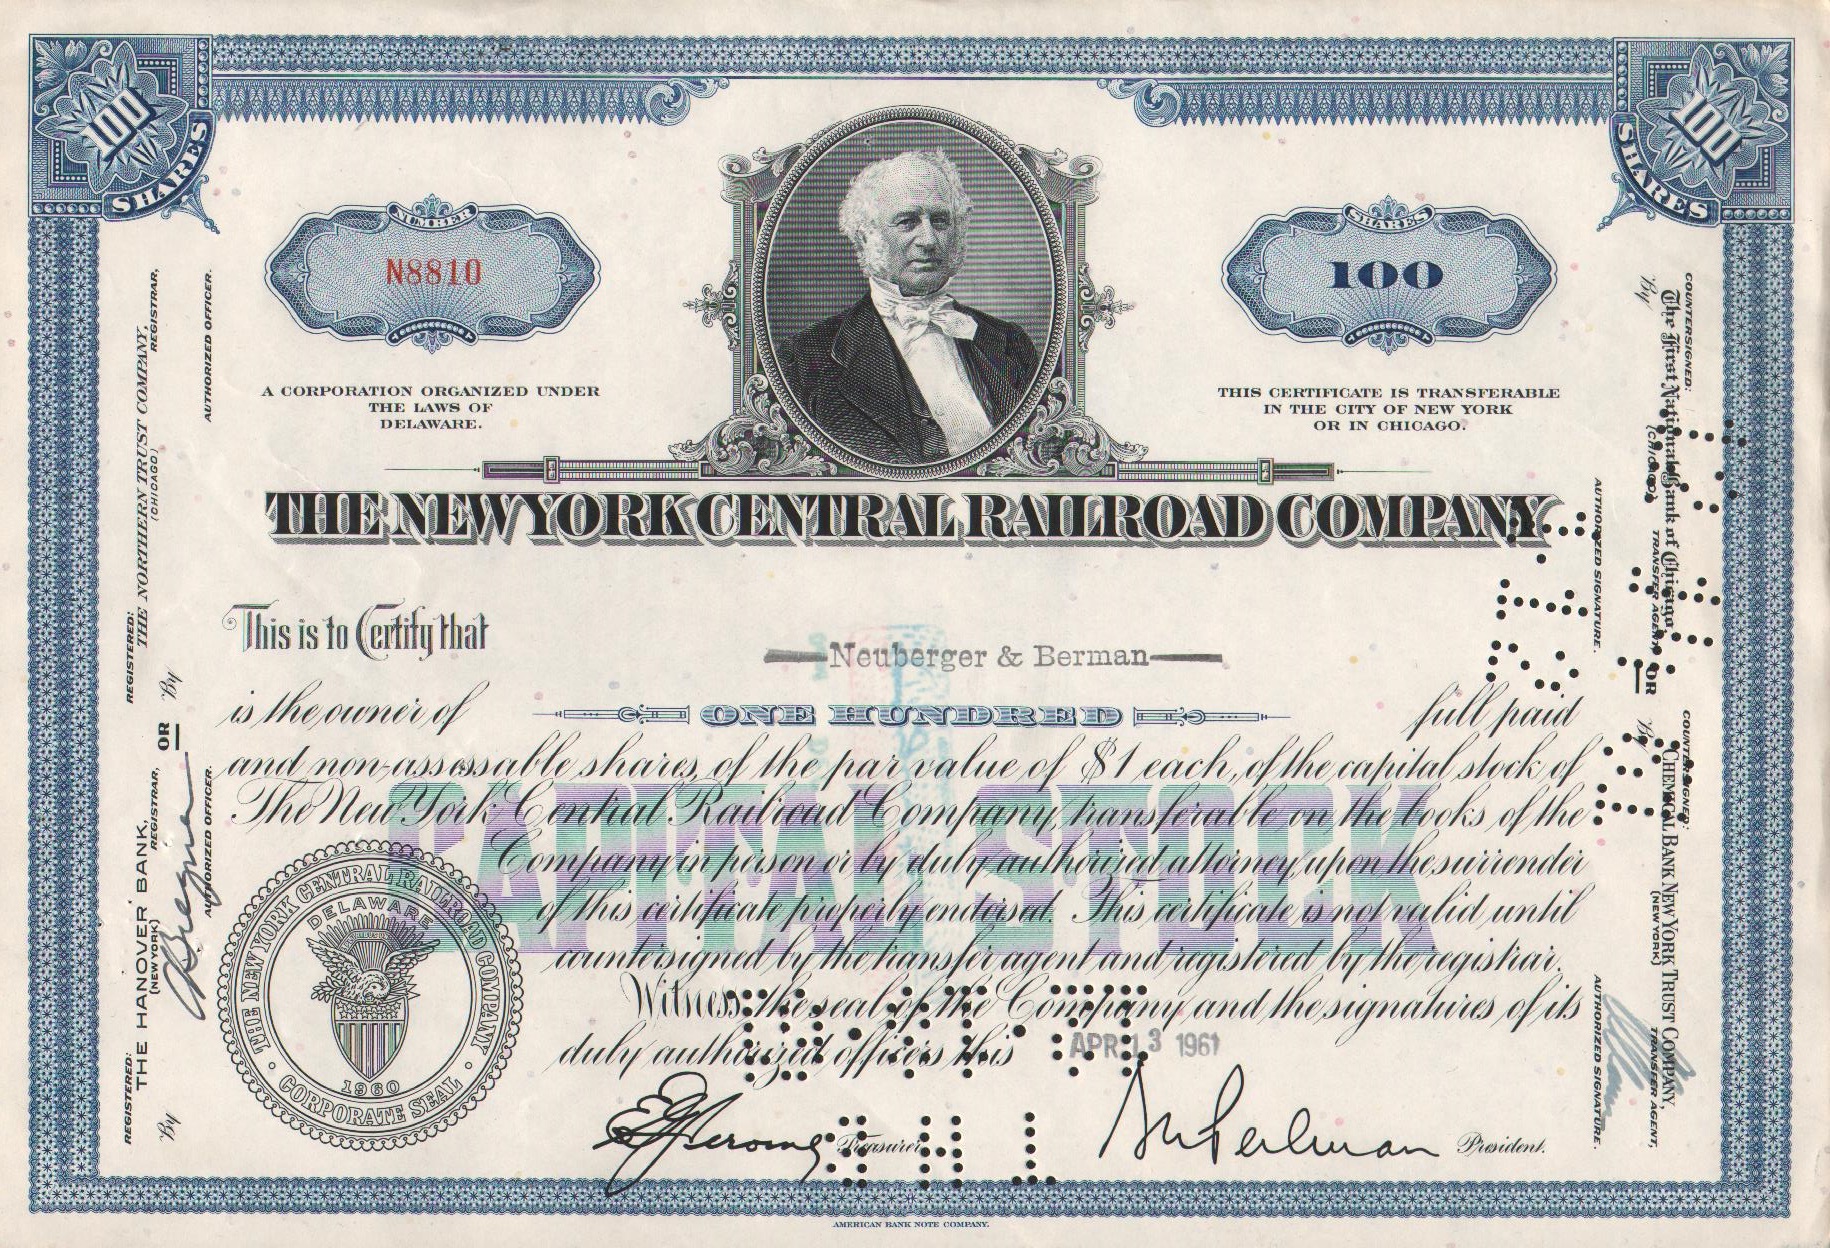 100
SHARES
100
SHARES
NUMBER
N8810
SHARES
100
A CORPORATION ORGANIZED UNDER
THE LAWS OF
DELAWARE.
THIS CERTIFICATE IS TRANSFERABLE
IN THE CITY OF NEW YORK
OR IN CHICAGO.
THE NEW YORK CENTRAL RAILROAD COMPANY
This is to Certify that
Neuberger & Berman
is the owner of
ONE HUNDRED
full paid
and non-assessable shares, of the par value of $1 each, of the capital stock of
The New York Central Railroad Company, transferable on the books of the
Company in person or by duly authorized attorney upon the surrender
of this certificate properly endorsed. This certificate is not valid until
countersigned by the transfer agent and registered by the registrar.
Witness, the seal of the Company and the signatures of its
duly authorized officers this
APR 13 1961
CAPITAL STOCK
THE NEW YORK CENTRAL RAILROAD COMPANY
DELAWARE
1960
CORPORATE SEAL
Treasurer
Perlman
President.
REGISTERED:
THE NORTHERN TRUST COMPANY,
(CHICAGO)
REGISTRAR,
By
AUTHORIZED OFFICER.
OR
REGISTERED:
THE HANOVER BANK,
(NEW YORK)
REGISTRAR,
By
AUTHORIZED OFFICER.
COUNTERSIGNED:
The First National Bank of Chicago,
(CHICAGO)
TRANSFER AGENT,
By
AUTHORIZED SIGNATURE.
OR
COUNTERSIGNED:
CHEMICAL BANK NEW YORK TRUST COMPANY,
(NEW YORK)
TRANSFER AGENT,
By
AUTHORIZED SIGNATURE.
AMERICAN BANK NOTE COMPANY.